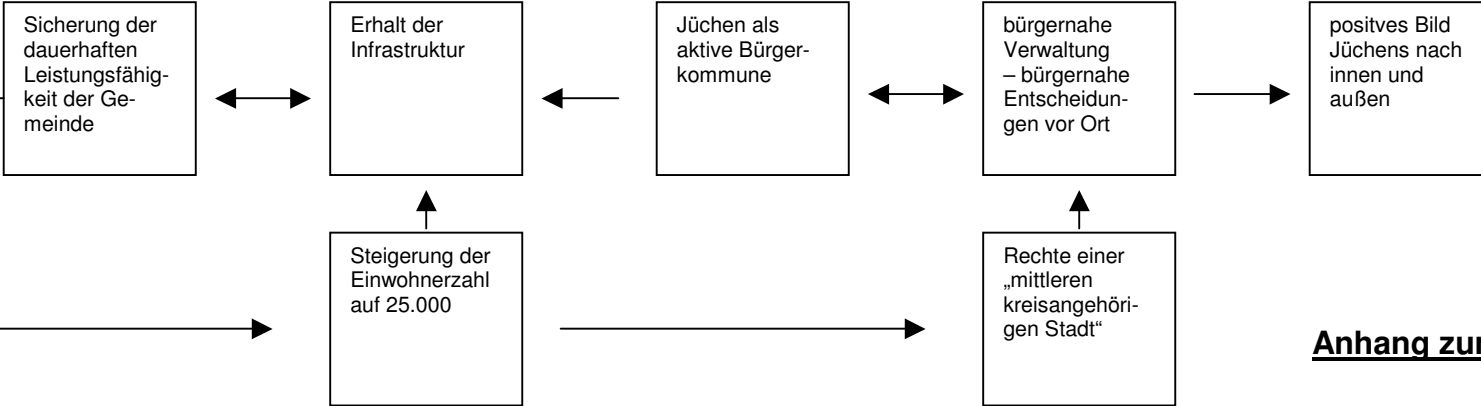 Sicherung der
dauerhaften
Leistungsfähig-
keit der Ge-
meinde
Erhalt der
Infrastruktur
Jüchen als
aktive Bürger-
kommune
bürgernahe
Verwaltung
– bürgernahe
Entscheidun-
gen vor Ort
positves Bild
Jüchens nach
innen und
außen
Steigerung der
Einwohnerzahl
auf 25.000
Rechte einer
„mittleren
kreisangehöri-
gen Stadt“
Anhang zur